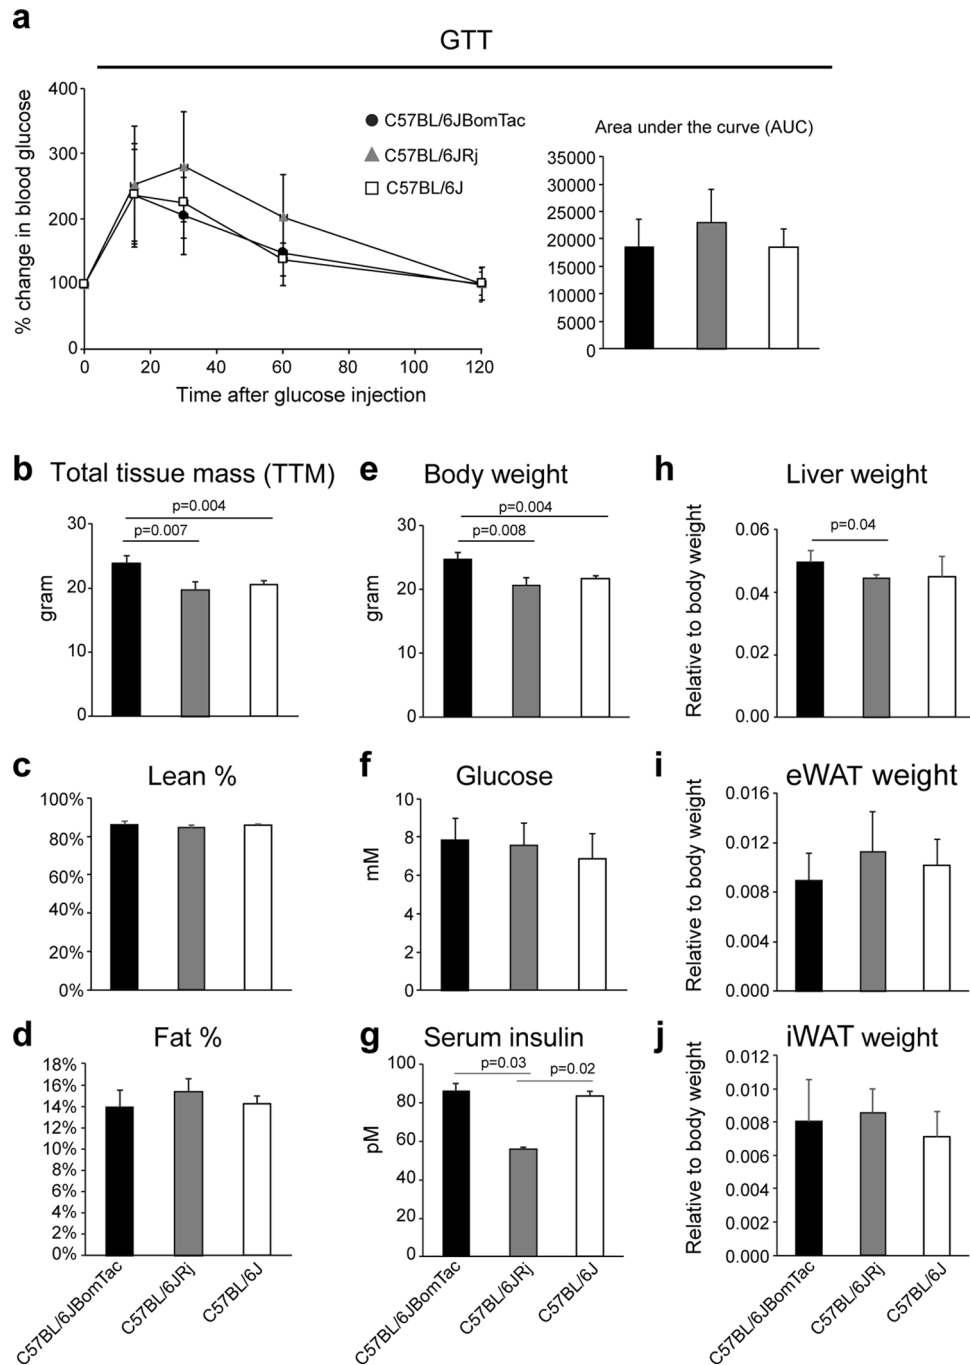 a
GTT
% change in blood glucose
400
300
200
100
0
0 20 40 60 80 100 120
Time after glucose injection
C57BL/6JBomTac
C57BL/6JRj
C57BL/6J
Area under the curve (AUC)
35000
30000
25000
20000
15000
10000
5000
0
b Total tissue mass (TTM)
p=0.004
p=0.007
gram
30
20
10
0
e Body weight
p=0.004
p=0.008
gram
30
20
10
0
h Liver weight
p=0.04
Relative to body weight
0.06
0.04
0.02
0.00
c Lean %
100%
80%
60%
40%
20%
0%
f Glucose
mM
10
8
6
4
2
0
i eWAT weight
Relative to body weight
0.016
0.012
0.008
0.004
0.000
d Fat %
18%
16%
14%
12%
10%
8%
6%
4%
2%
0%
C57BL/6JBomTac
C57BL/6JRj
C57BL/6J
g Serum insulin
p=0.03
p=0.02
pM
100
80
60
40
20
0
C57BL/6JBomTac
C57BL/6JRj
C57BL/6J
j iWAT weight
Relative to body weight
0.012
0.010
0.008
0.006
0.004
0.002
0.000
C57BL/6JBomTac
C57BL/6JRj
C57BL/6J